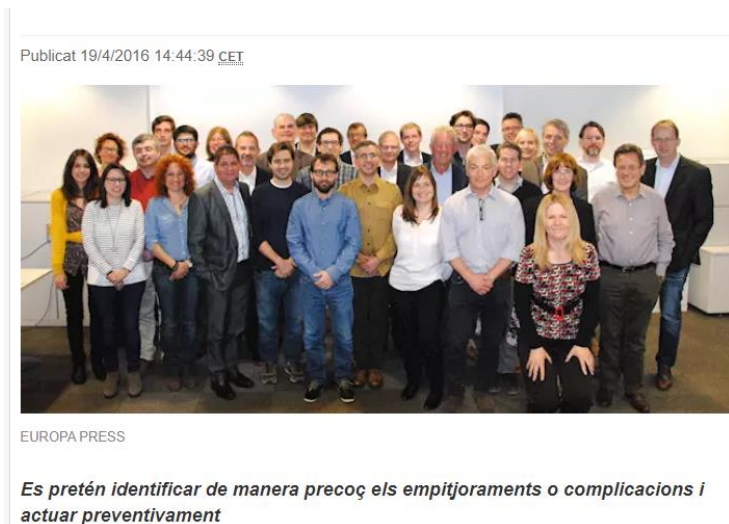 Publicat 19/4/2016 14:44:39 CET
EUROPA PRESS
Es pretén identificar de manera precoç els empitjoraments o complicacions i
actuar preventivament